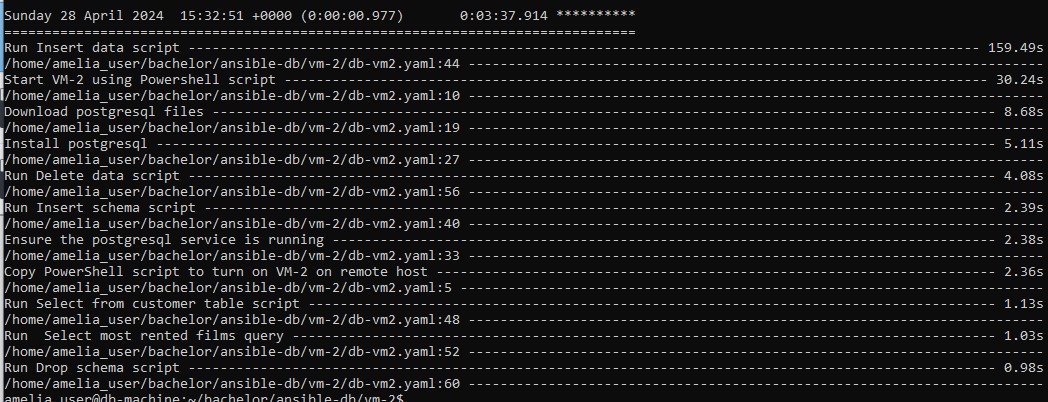 Sunday 28 April 2024  15:32:51 +0000 (0:00:00.977)       0:03:37.914 **********
===============================================================================
Run Insert data script --------------------------------------------------------------------------------------------------- 159.49s
/home/amelia_user/bachelor/ansible-db/vm-2/db-vm2.yaml:44 ------------------------------------------------------------------------
Start VM-2 using Powershell script ---------------------------------------------------------------------------------------- 30.24s
/home/amelia_user/bachelor/ansible-db/vm-2/db-vm2.yaml:10 ------------------------------------------------------------------------
Download postgresql files -------------------------------------------------------------------------------------------------- 8.68s
/home/amelia_user/bachelor/ansible-db/vm-2/db-vm2.yaml:19 ------------------------------------------------------------------------
Install postgresql --------------------------------------------------------------------------------------------------------- 5.11s
/home/amelia_user/bachelor/ansible-db/vm-2/db-vm2.yaml:27 ------------------------------------------------------------------------
Run Delete data script ----------------------------------------------------------------------------------------------------- 4.08s
/home/amelia_user/bachelor/ansible-db/vm-2/db-vm2.yaml:56 ------------------------------------------------------------------------
Run Insert schema script --------------------------------------------------------------------------------------------------- 2.39s
/home/amelia_user/bachelor/ansible-db/vm-2/db-vm2.yaml:40 ------------------------------------------------------------------------
Ensure the postgresql service is running ----------------------------------------------------------------------------------- 2.38s
/home/amelia_user/bachelor/ansible-db/vm-2/db-vm2.yaml:33 ------------------------------------------------------------------------
Copy PowerShell script to turn on VM-2 on remote host ---------------------------------------------------------------------- 2.36s
/home/amelia_user/bachelor/ansible-db/vm-2/db-vm2.yaml:5 -------------------------------------------------------------------------
Run Select from customer table script -------------------------------------------------------------------------------------- 1.13s
/home/amelia_user/bachelor/ansible-db/vm-2/db-vm2.yaml:48 ------------------------------------------------------------------------
Run  Select most rented films query ---------------------------------------------------------------------------------------- 1.03s
/home/amelia_user/bachelor/ansible-db/vm-2/db-vm2.yaml:52 ------------------------------------------------------------------------
Run Drop schema script ----------------------------------------------------------------------------------------------------- 0.98s
/home/amelia_user/bachelor/ansible-db/vm-2/db-vm2.yaml:60 ------------------------------------------------------------------------
amelia_user@db-machine:~/bachelor/ansible-db/vm-2$